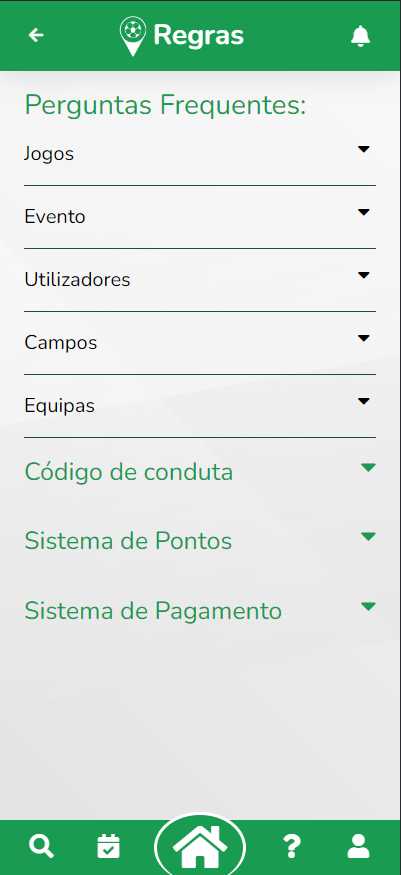 Regras
Perguntas Frequentes:
Jogos
Evento
Utilizadores
Campos
Equipas
Código de conduta
Sistema de Pontos
Sistema de Pagamento